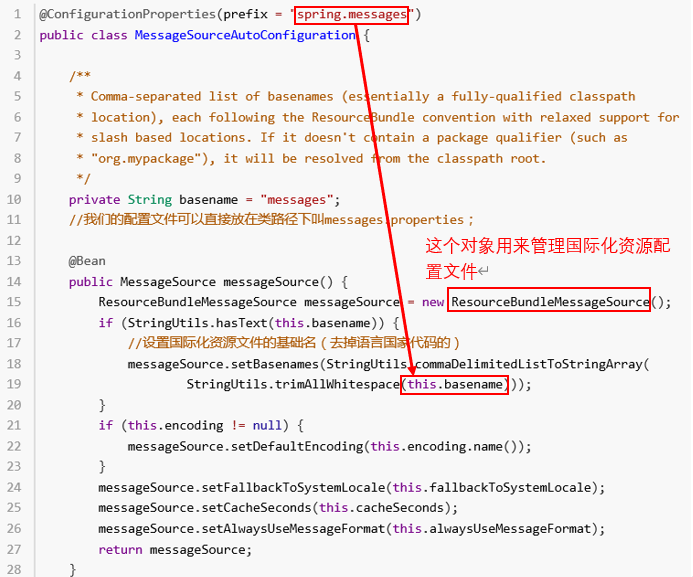 1 @ConfigurationProperties(prefix = "spring.messages")
2 public class MessageSourceAutoConfiguration {
3
4 /**
5 * Comma-separated list of basenames (essentially a fully-qualified classpath
6 * location), each following the ResourceBundle convention with relaxed support for
7 * slash based locations. If it doesn't contain a package qualifier (such as
8 * "org.mypackage"), it will be resolved from the classpath root.
9 */
10 private String basename = "messages";
11 //我们的配置文件可以直接放在类路径下叫messages.properties；
12
这个对象用来管理国际化资源配
置文件↵
13 @Bean
14 public MessageSource messageSource() {
15 ResourceBundleMessageSource messageSource = new ResourceBundleMessageSource();
16 if (StringUtils.hasText(this.basename)) {
17 //设置国际化资源文件的基础名（去掉语言国家代码的）
18 messageSource.setBasenames(StringUtils.commaDelimitedListToStringArray(
19 StringUtils.trimAllWhitespace(this.basename)));
20 }
21 if (this.encoding != null) {
22 messageSource.setDefaultEncoding(this.encoding.name());
23 }
24 messageSource.setFallbackToSystemLocale(this.fallbackToSystemLocale);
25 messageSource.setCacheSeconds(this.cacheSeconds);
26 messageSource.setAlwaysUseMessageFormat(this.alwaysUseMessageFormat);
27 return messageSource;
28 }